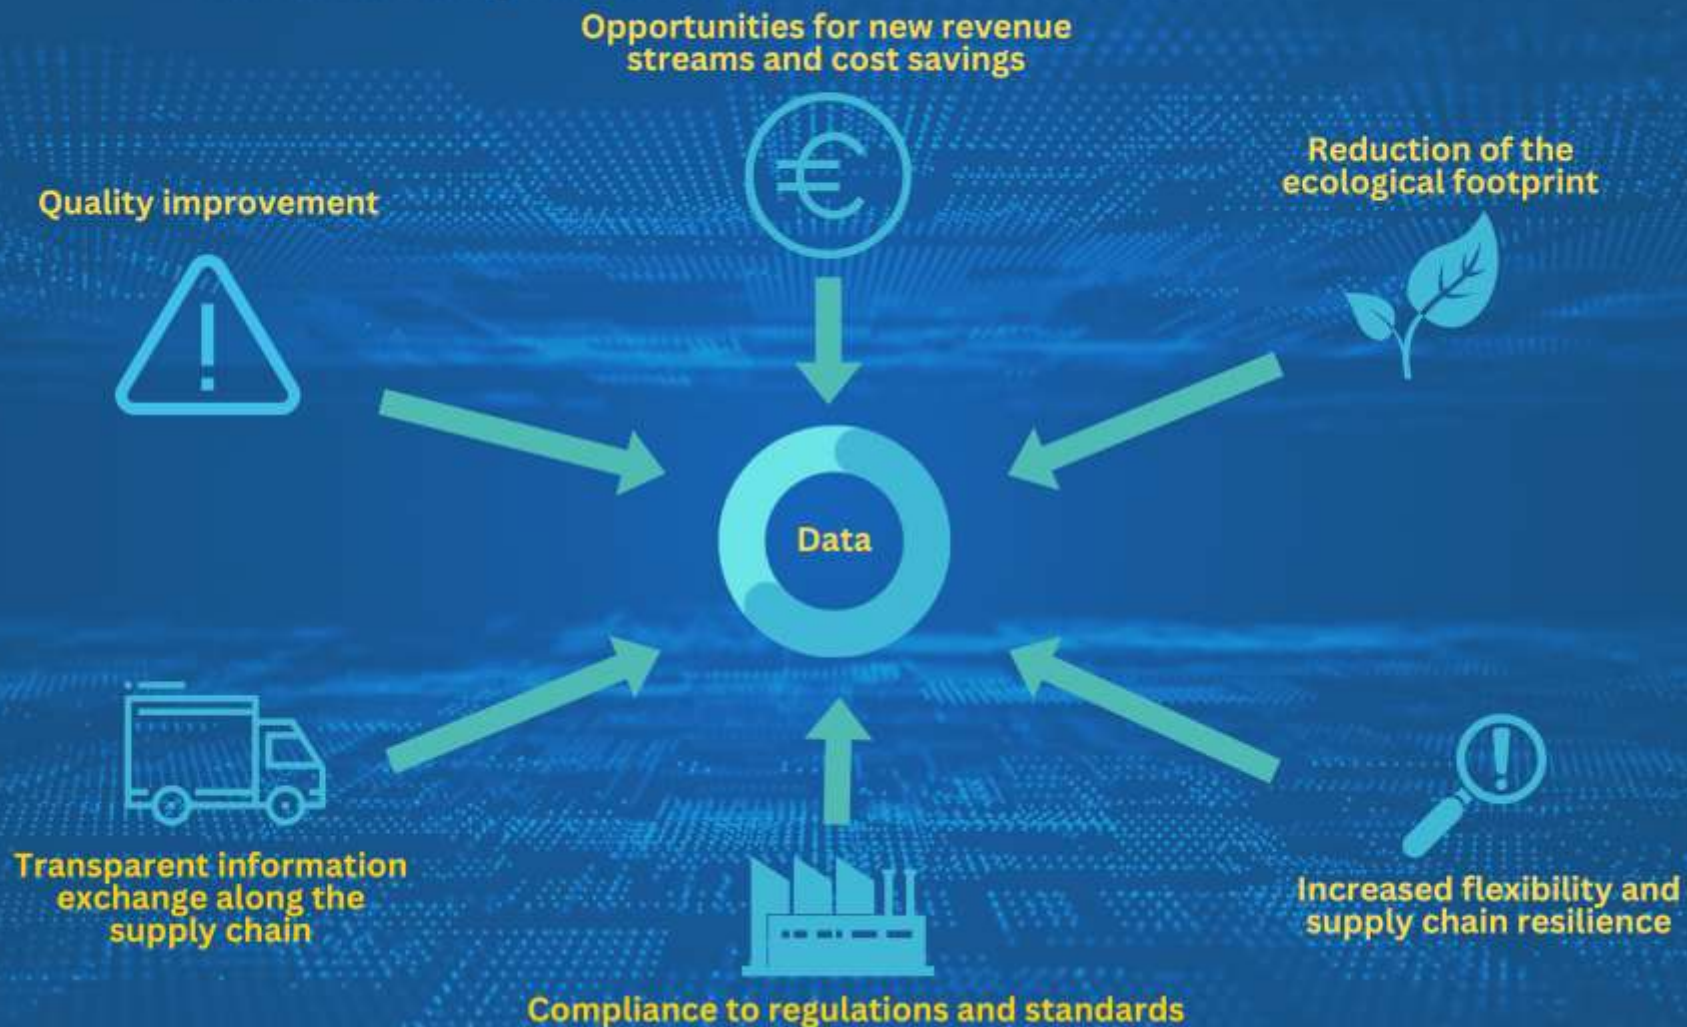 Opportunities for new revenue
streams and cost savings
Reduction of the
ecological footprint
Quality improvement
Data
Transparent information
exchange along the
supply chain
Increased flexibility and
supply chain resilience
Compliance to regulations and standards